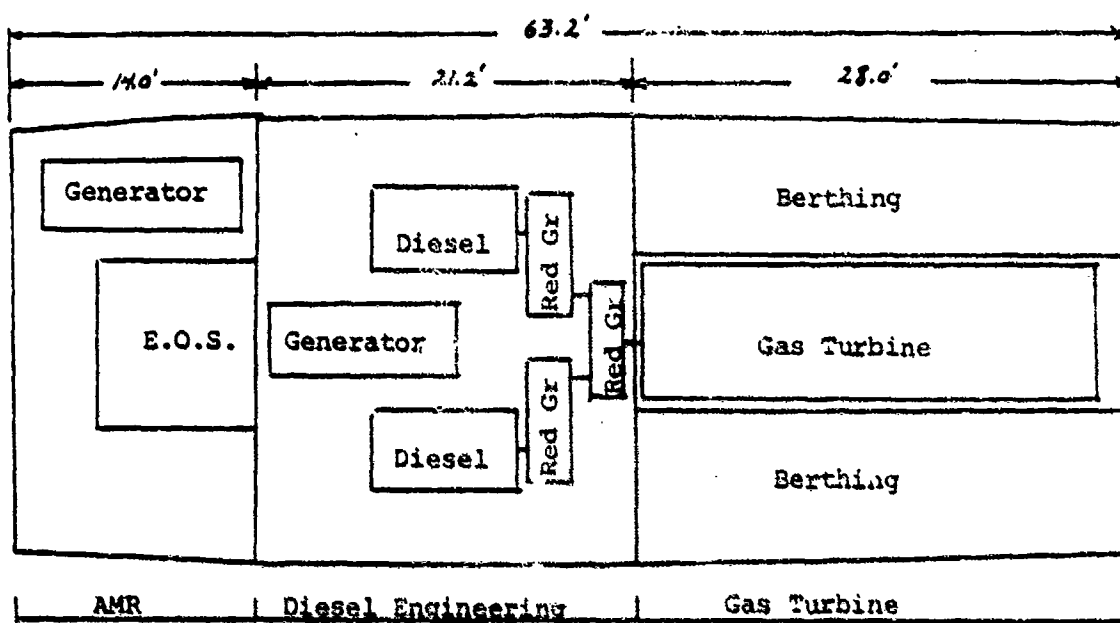 63.2'
14.0' 21.2' 28.0'
Generator
Diesel
Red Gr
Berthing
E.O.S.
Generator
Red Gr
Gas Turbine
Diesel
Red Gr
Berthing
AMR Diesel Engineering Gas Turbine